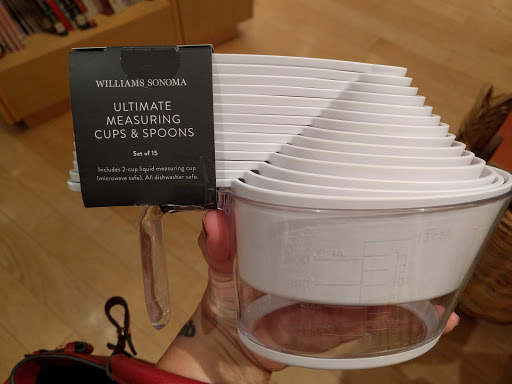 WILLIAMS SONOMA
ULTIMATE
MEASURING
CUPS & SPOONS
Set of 15
Includes 2-cup liquid measuring cup
(microwave safe). All dishwasher safe.